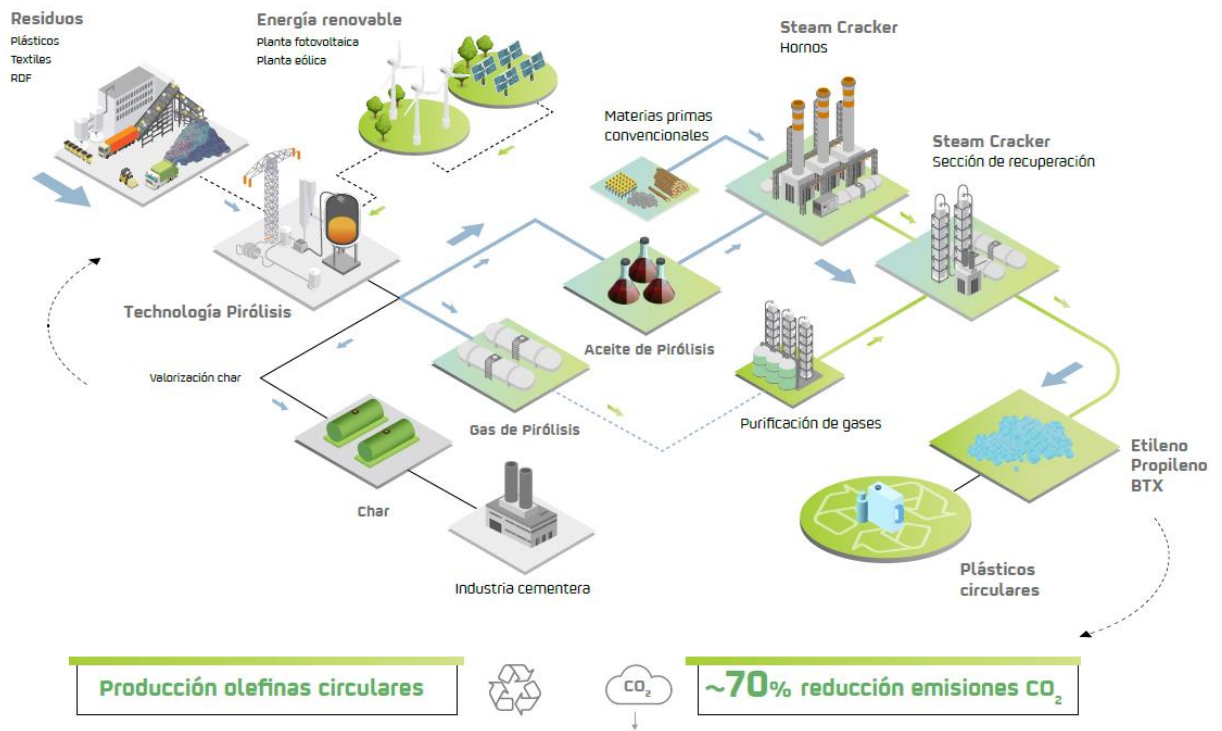 Residuos
Plásticos
Textiles
RDF
Energía renovable
Planta fotovoltaica
Planta eólica
Steam Cracker
Hornos
Materias primas
convencionales
Steam Cracker
Sección de recuperación
Technología Pirólisis
Aceite de Pirólisis
Valorización char
Gas de Pirólisis
Purificación de gases
Char
Etileno
Propileno
BTX
Industria cementera
Plásticos
circulares
Producción olefinas circulares
CO2
~70% reducción emisiones CO2